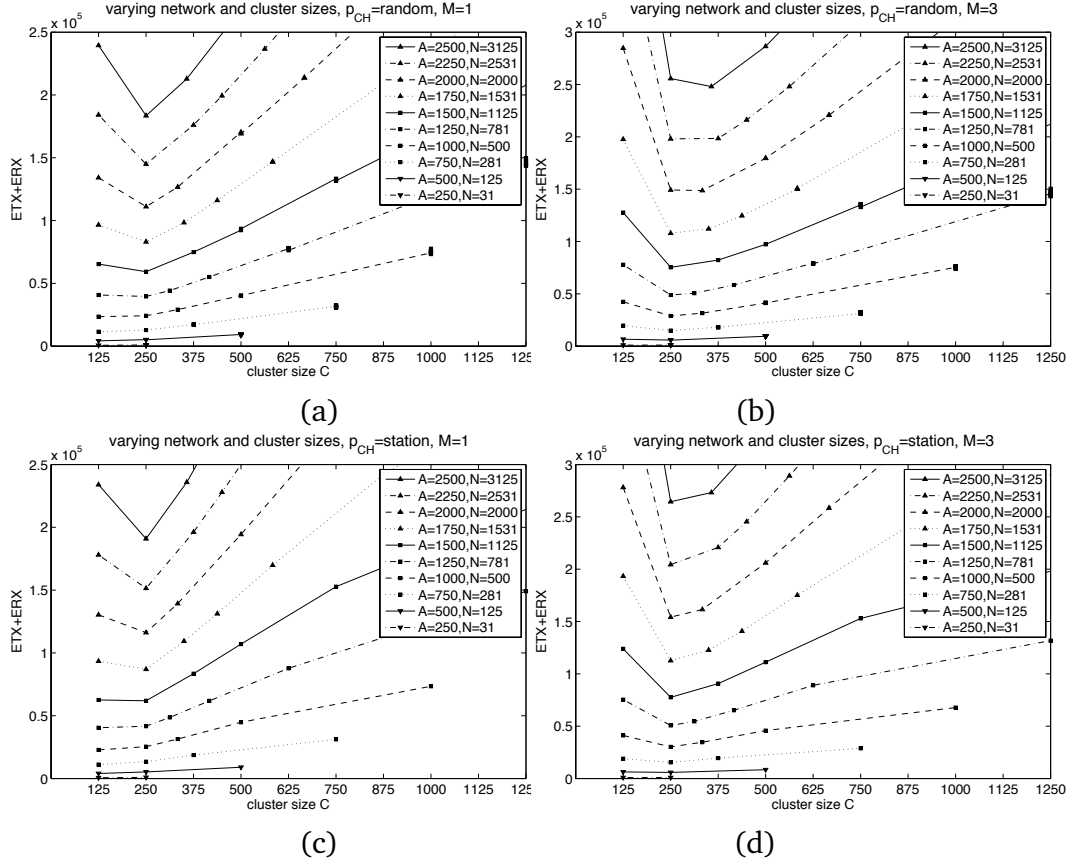 varying network and cluster sizes, pCH=random, M=1
x 10^5
2.5
2
1.5
1
0.5
0
ETX+ERX
A=2500,N=3125
A=2250,N=2531
A=2000,N=2000
A=1750,N=1531
A=1500,N=1125
A=1250,N=781
A=1000,N=500
A=750,N=281
A=500,N=125
A=250,N=31
125 250 375 500 625 750 875 1000 1125 125
cluster size C
(a)
varying network and cluster sizes, pCH=random, M=3
x 10^5
3
2.5
2
1.5
1
0.5
0
ETX+ERX
A=2500,N=3125
A=2250,N=2531
A=2000,N=2000
A=1750,N=1531
A=1500,N=1125
A=1250,N=781
A=1000,N=500
A=750,N=281
A=500,N=125
A=250,N=31
125 250 375 500 625 750 875 1000 1125 1250
cluster size C
(b)
varying network and cluster sizes, pCH=station, M=1
x 10^5
2.5
2
1.5
1
0.5
0
ETX+ERX
A=2500,N=3125
A=2250,N=2531
A=2000,N=2000
A=1750,N=1531
A=1500,N=1125
A=1250,N=781
A=1000,N=500
A=750,N=281
A=500,N=125
A=250,N=31
125 250 375 500 625 750 875 1000 1125 125
cluster size C
(c)
varying network and cluster sizes, pCH=station, M=3
x 10^5
3
2.5
2
1.5
1
0.5
0
ETX+ERX
A=2500,N=3125
A=2250,N=2531
A=2000,N=2000
A=1750,N=1531
A=1500,N=1125
A=1250,N=781
A=1000,N=500
A=750,N=281
A=500,N=125
A=250,N=31
125 250 375 500 625 750 875 1000 1125 1250
cluster size C
(d)